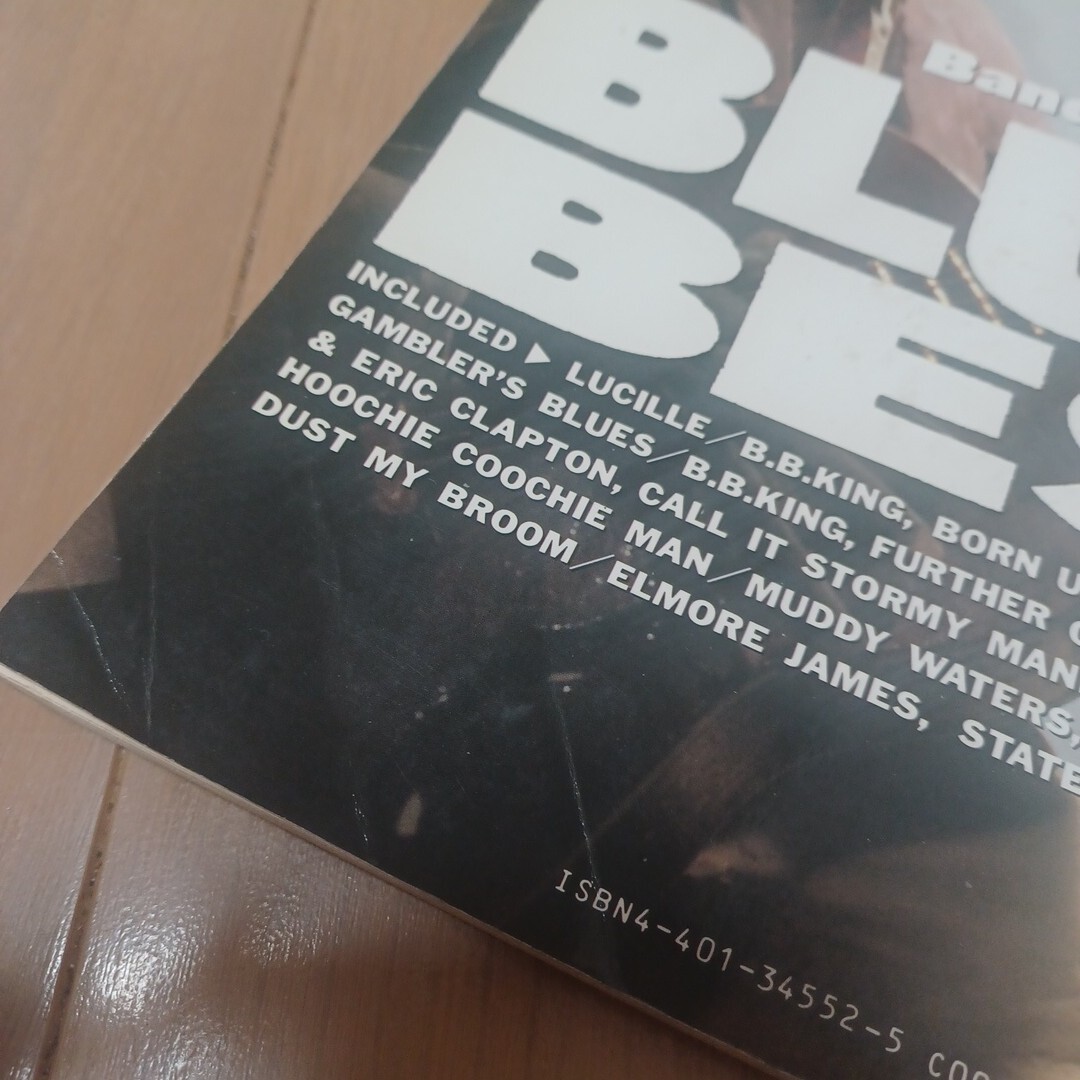 Band
BLU
BES
INCLUDED ▶ LUCILLE/B.B.KING, BORN U
GAMBLER'S BLUES/B.B.KING, FURTHER
& ERIC CLAPTON, CALL IT STORMY MAN
HOOCHIE COOCHIE MAN/MUDDY WATERS,
DUST MY BROOM/ELMORE JAMES, STATE
ISBN4-401-34552-5